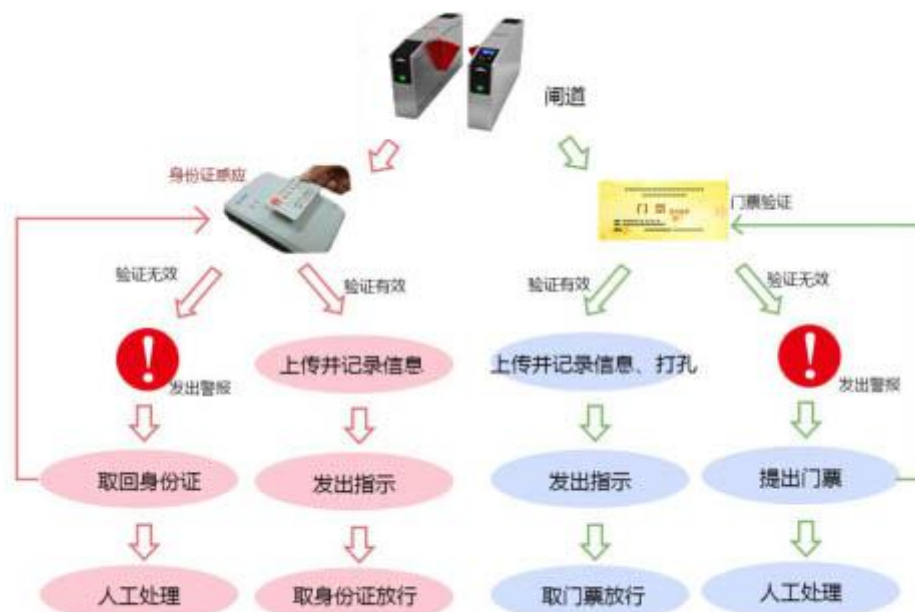 闸道
身份证感应
门票
门票验证
验证无效
验证有效
验证有效
验证无效
上传并记录信息
上传并记录信息、打孔
发出警报
发出警报
取回身份证
发出指示
发出指示
提出门票
人工处理
取身份证放行
取门票放行
人工处理